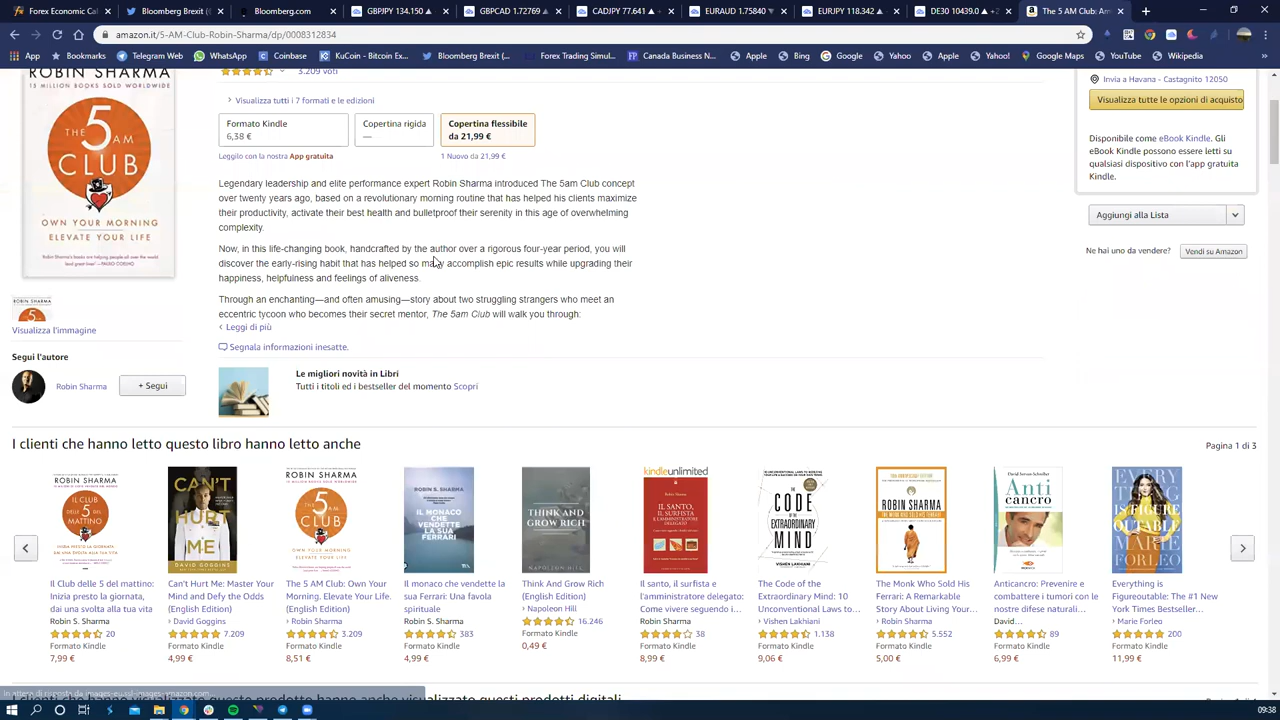 Forex Economic Cal
Bloomberg Brexit (
Bloomberg.com
GBPJPY 134.150
GBPCAD 1.72769
CADJPY 77.641
EURAUD 1.75840
EURJPY 118.342
DE30 10439.0 +2
The 5 AM Club: Own
amazon.it/5-AM-Club-Robin-Sharma/dp/0008312834
App
Bookmarks
Telegram Web
WhatsApp
Coinbase
KuCoin - Bitcoin Ex...
Bloomberg Brexit (...
Forex Trading Simul...
Canada Business N...
Apple
Bing
Google
Yahoo
Apple
Yahoo!
Google Maps
YouTube
Wikipedia
ROBIN SHARMA
15 MILLION BOOKS SOLD WORLDWIDE
THE 5 AM
CLUB
OWN YOUR MORNING
ELEVATE YOUR LIFE
Visualizza l'immagine
Segui l'autore
Robin Sharma
+ Segui
3.209 voti
Visualizza tutti i 7 formati e le edizioni
Formato Kindle
6,38 €
Copertina rigida
—
Copertina flessibile
da 21,99 €
Leggilo con la nostra App gratuita
1 Nuovo da 21,99 €
Legendary leadership and elite performance expert Robin Sharma introduced The 5am Club concept
over twenty years ago, based on a revolutionary morning routine that has helped his clients maximize
their productivity, activate their best health and bulletproof their serenity in this age of overwhelming
complexity.
Now, in this life-changing book, handcrafted by the author over a rigorous four-year period, you will
discover the early-rising habit that has helped so many accomplish epic results while upgrading their
happiness, helpfulness and feelings of aliveness.
Through an enchanting—and often amusing—story about two struggling strangers who meet an
eccentric tycoon who becomes their secret mentor, The 5am Club will walk you through:
Leggi di più
Segnala informazioni inesatte.
Le migliori novità in Libri
Tutti i titoli ed i bestseller del momento Scopri
Invia a Havana - Castagnito 12050
Visualizza tutte le opzioni di acquisto
Disponibile come eBook Kindle. Gli
eBook Kindle possono essere letti su
qualsiasi dispositivo con l'app gratuita
Kindle.
Aggiungi alla Lista
Ne hai uno da vendere?
Vendi su Amazon
I clienti che hanno letto questo libro hanno letto anche
Pagina 1 di 3
Il Club delle 5 del mattino:
Inizia presto la giornata,
dai una svolta alla tua vita
Robin S. Sharma
20
Formato Kindle
7,99 €
Can't Hurt Me: Master Your
Mind and Defy the Odds
(English Edition)
David Goggins
7.209
Formato Kindle
4,99 €
The 5 AM Club: Own Your
Morning. Elevate Your Life.
(English Edition)
Robin Sharma
3.209
Formato Kindle
8,51 €
Il monaco che vendette la
sua Ferrari: Una favola
spirituale
Robin S. Sharma
383
Formato Kindle
4,99 €
Think And Grow Rich
(English Edition)
Napoleon Hill
16.246
Formato Kindle
0,49 €
Il santo, il surfista e
l'amministratore delegato:
Come vivere seguendo i...
Robin Sharma
38
Formato Kindle
8,99 €
The Code of the
Extraordinary Mind: 10
Unconventional Laws to...
Vishen Lakhiani
1.138
Formato Kindle
9,06 €
The Monk Who Sold His
Ferrari: A Remarkable
Story About Living Your...
Robin Sharma
5.552
Formato Kindle
5,00 €
Anticancro: Prevenire e
combattere i tumori con le
nostre difese naturali...
David...
89
Formato Kindle
6,99 €
Everything is
Figureoutable: The #1 New
York Times Bestseller...
Marie Forleo
200
Formato Kindle
11,99 €
09:38